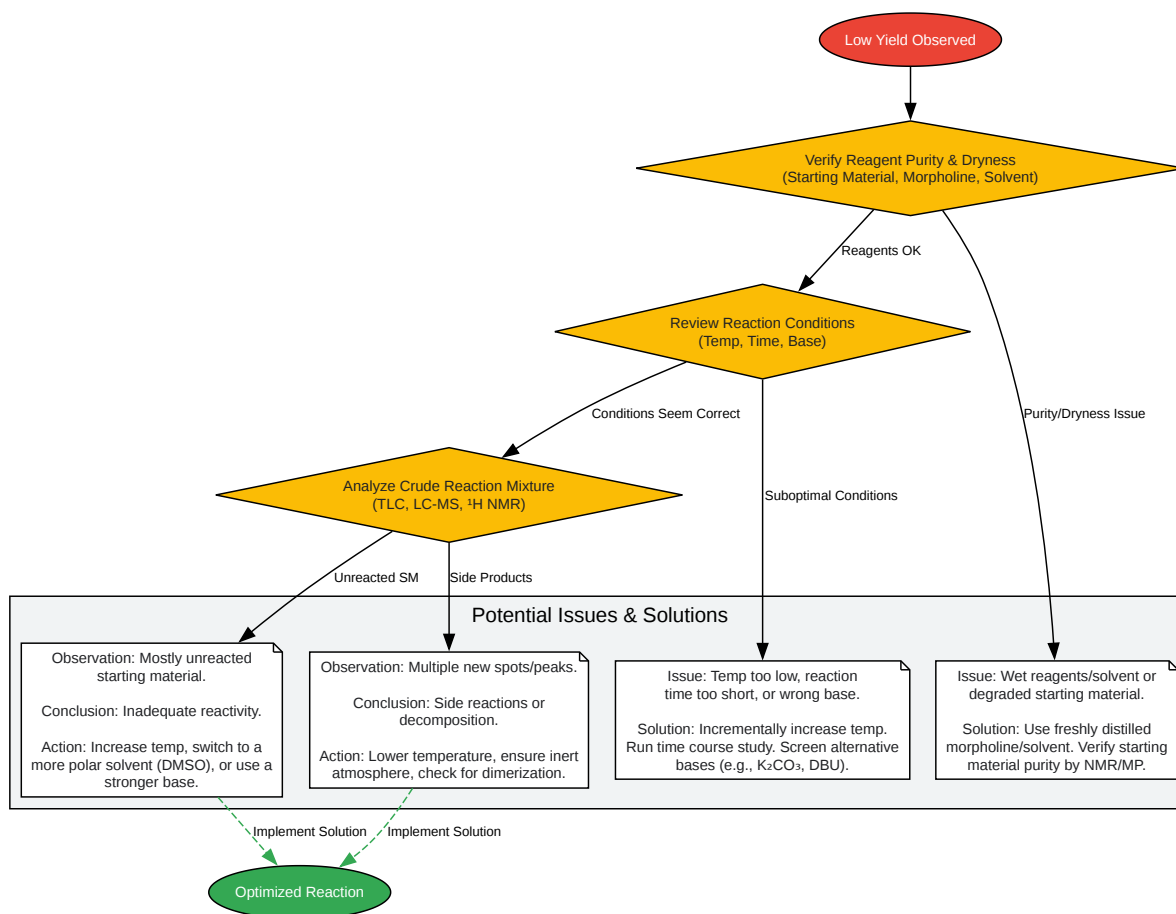 Low Yield Observed
Verify Reagent Purity & Dryness
(Starting Material, Morpholine, Solvent)
Reagents OK
Review Reaction Conditions
(Temp, Time, Base)
Conditions Seem Correct
Purity/Dryness Issue
Analyze Crude Reaction Mixture
(TLC, LC-MS, ¹H NMR)
Suboptimal Conditions
Unreacted SM
Side Products
Potential Issues & Solutions
Observation: Mostly unreacted
starting material.
Conclusion: Inadequate reactivity.
Action: Increase temp, switch to a
more polar solvent (DMSO), or use a
stronger base.
Observation: Multiple new spots/peaks.
Conclusion: Side reactions or
decomposition.
Action: Lower temperature, ensure inert
atmosphere, check for dimerization.
Issue: Temp too low, reaction
time too short, or wrong base.
Solution: Incrementally increase temp.
Run time course study. Screen alternative
bases (e.g., K₂CO₃, DBU).
Issue: Wet reagents/solvent or
degraded starting material.
Solution: Use freshly distilled
morpholine/solvent. Verify starting
material purity by NMR/MP.
Implement Solution
Implement Solution
Optimized Reaction